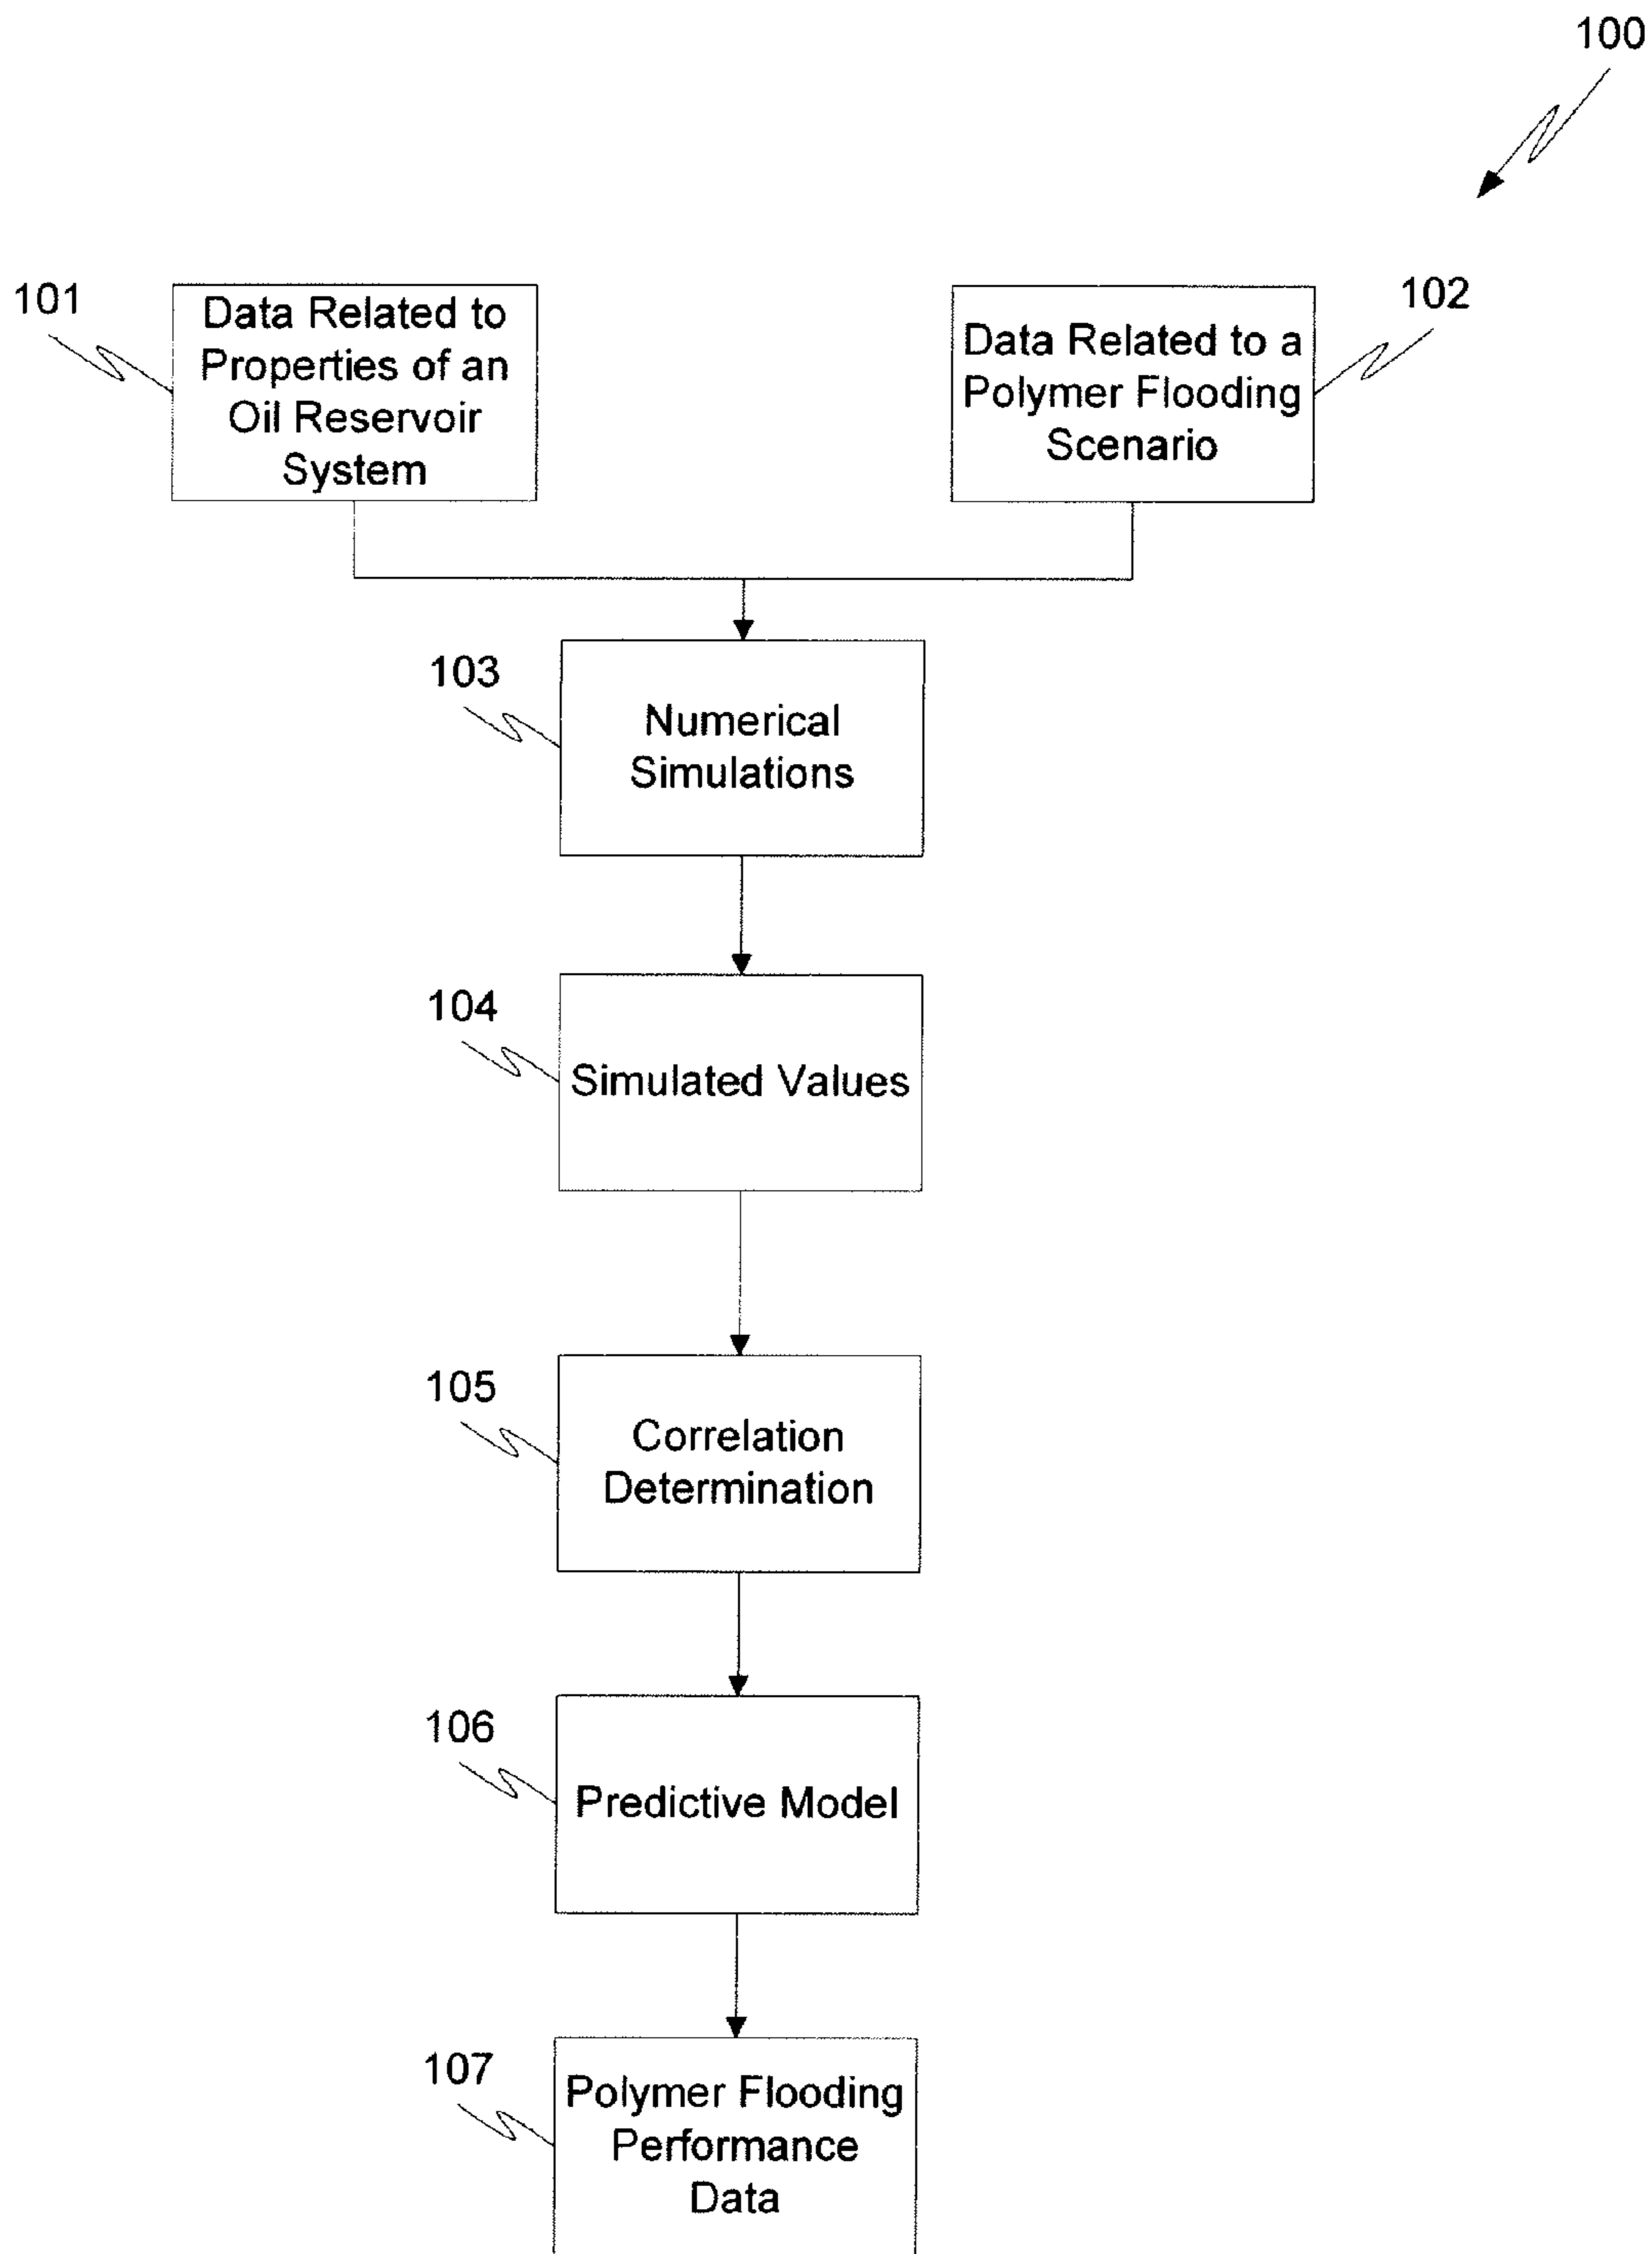 100
101
Data Related to
Properties of an
Oil Reservoir
System
102
Data Related to a
Polymer Flooding
Scenario
103
Numerical
Simulations
104
Simulated Values
105
Correlation
Determination
106
Predictive Model
107
Polymer Flooding
Performance
Data